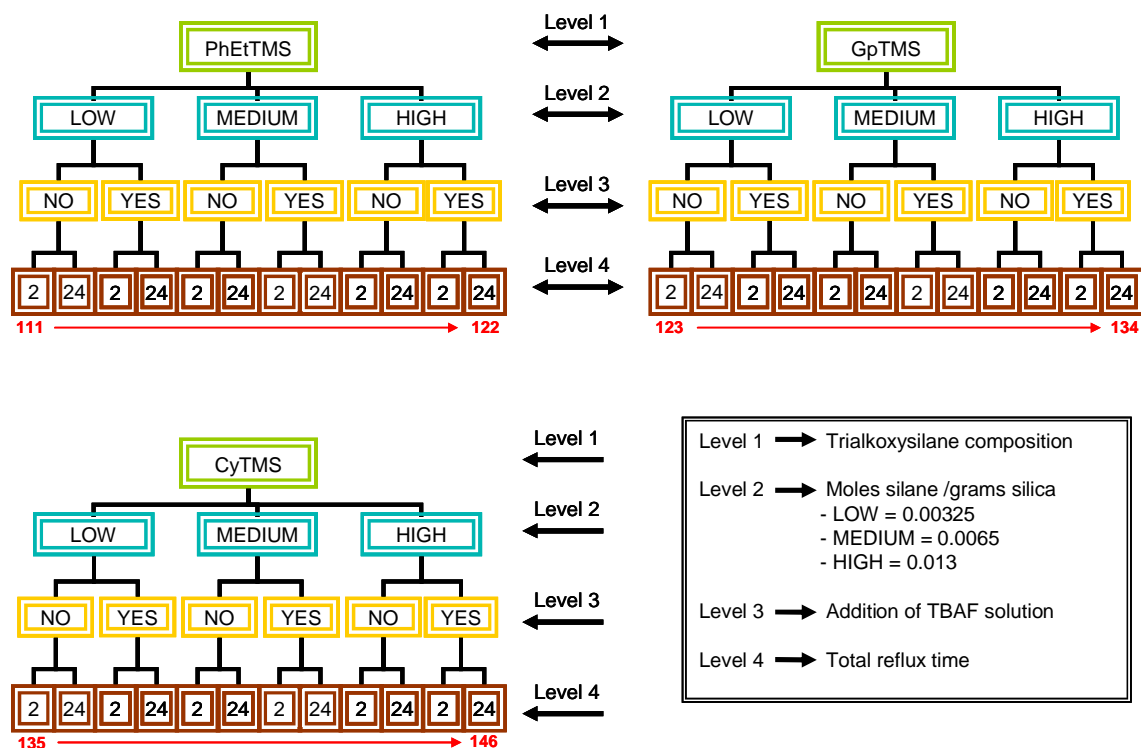 Level 1
PhEtTMS
GpTMS
Level 2
LOW MEDIUM HIGH
LOW MEDIUM HIGH
Level 3
NO YES NO YES NO YES
NO YES NO YES NO YES
Level 4
2 24 2 24 2 24 2 24 2 24 2 24
2 24 2 24 2 24 2 24 2 24 2 24
111 122
123 134
Level 1
CyTMS
Level 2
LOW MEDIUM HIGH
Level 3
NO YES NO YES NO YES
Level 4
2 24 2 24 2 24 2 24 2 24 2 24
135 146
Level 1 Trialkoxysilane composition
Level 2 Moles silane /grams silica
- LOW = 0.00325
- MEDIUM = 0.0065
- HIGH = 0.013
Level 3 Addition of TBAF solution
Level 4 Total reflux time